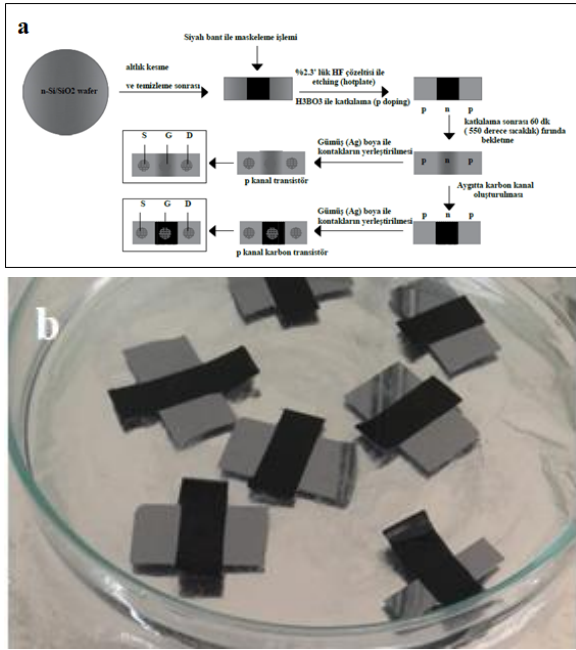 a
Siyah bant ile maskeleme işlemi
n-Si/SiO2 wafer
altlık kesme
ve temizleme sonrası
%2.3' lük HF çözeltisi ile
etching (hotplate)
H3BO3 ile katkılama (p doping)
p n p
katkılama sonrası 60 dk
( 550 derece sıcaklık) fırında
bekletme
S G D
Gümüş (Ag) boya ile
kontakların yerleştirilmesi
p n p
p kanal transistör
Aygıtta karbon kanal
oluşturulması
S G D
Gümüş (Ag) boya ile
kontakların yerleştirilmesi
p n p
p kanal karbon transistör
b